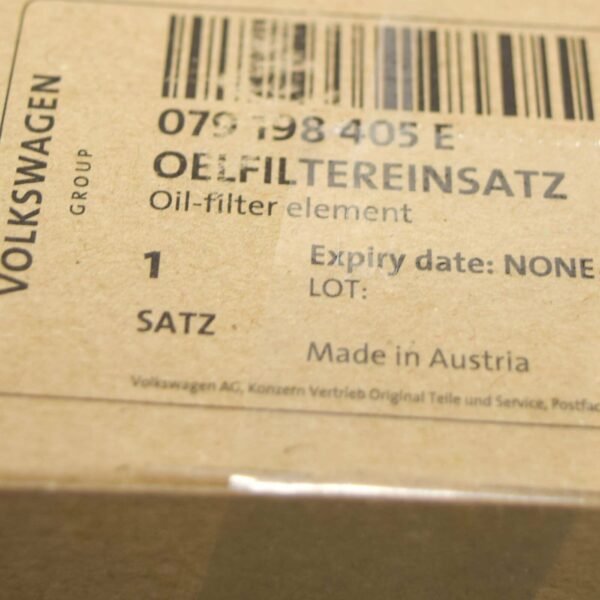 VOLKSWAGEN
GROUP
079 198 405 E
OELFILTEREINSATZ
Oil-filter element
1
SATZ
Expiry date: NONE
LOT:
Made in Austria
Volkswagen AG, Konzern Vertrieb Original Teile und Service,